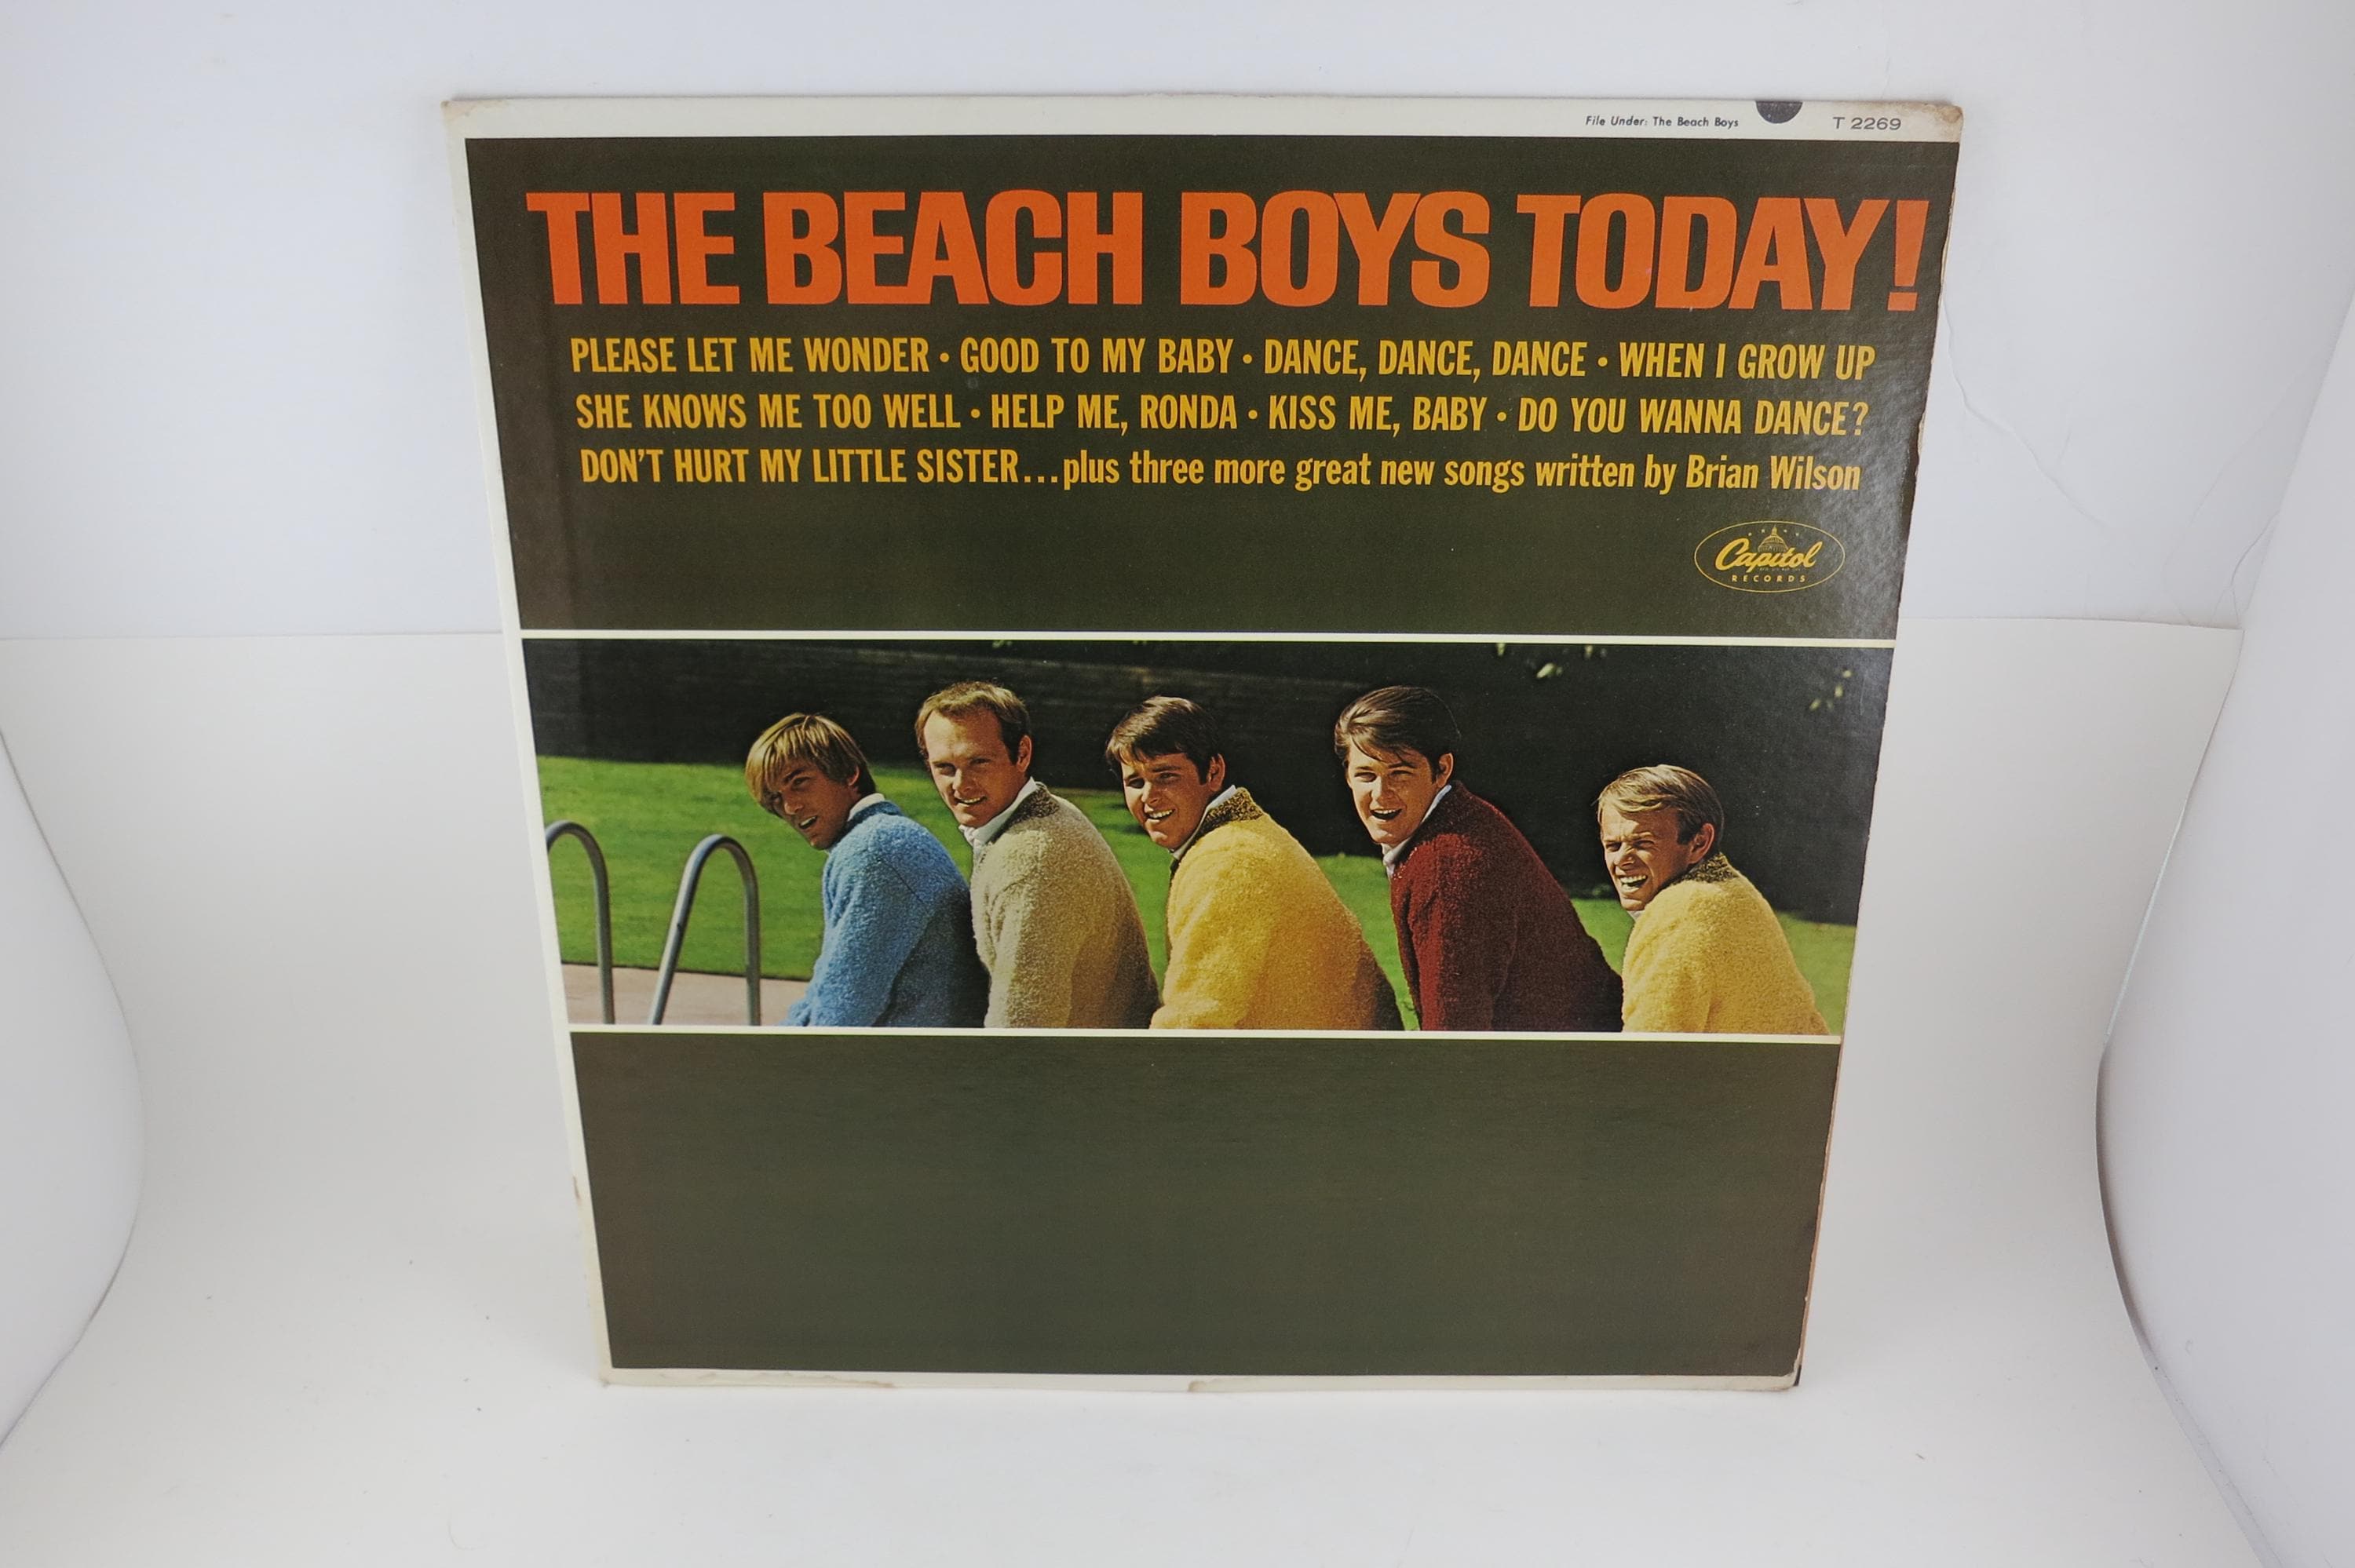 File Under: The Beach Boys T 2269
THE BEACH BOYS TODAY!
PLEASE LET ME WONDER • GOOD TO MY BABY • DANCE, DANCE, DANCE • WHEN I GROW UP
SHE KNOWS ME TOO WELL • HELP ME, RONDA • KISS ME, BABY • DO YOU WANNA DANCE?
DON'T HURT MY LITTLE SISTER...plus three more great new songs written by Brian Wilson
Capitol
RECORDS